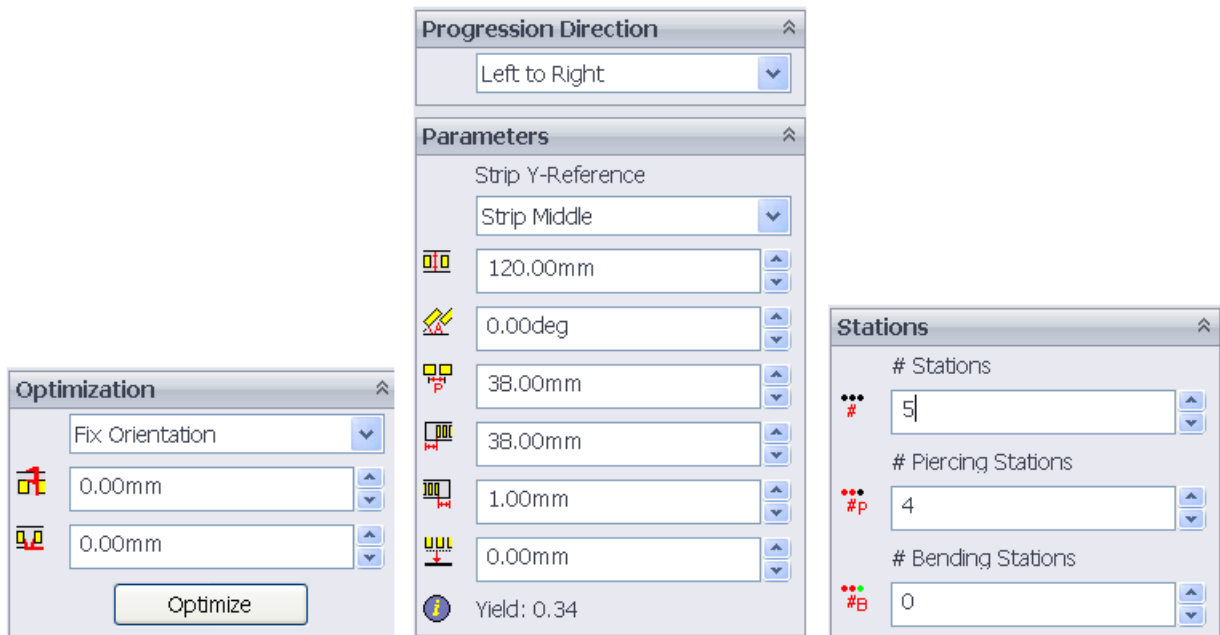 Optimization
Fix Orientation
0.00mm
0.00mm
Optimize
Progression Direction
Left to Right
Parameters
Strip Y-Reference
Strip Middle
120.00mm
A
0.00deg
P
38.00mm
38.00mm
1.00mm
0.00mm
i
Yield: 0.34
Stations
# Stations
#
5
# Piercing Stations
#P
4
# Bending Stations
#B
0